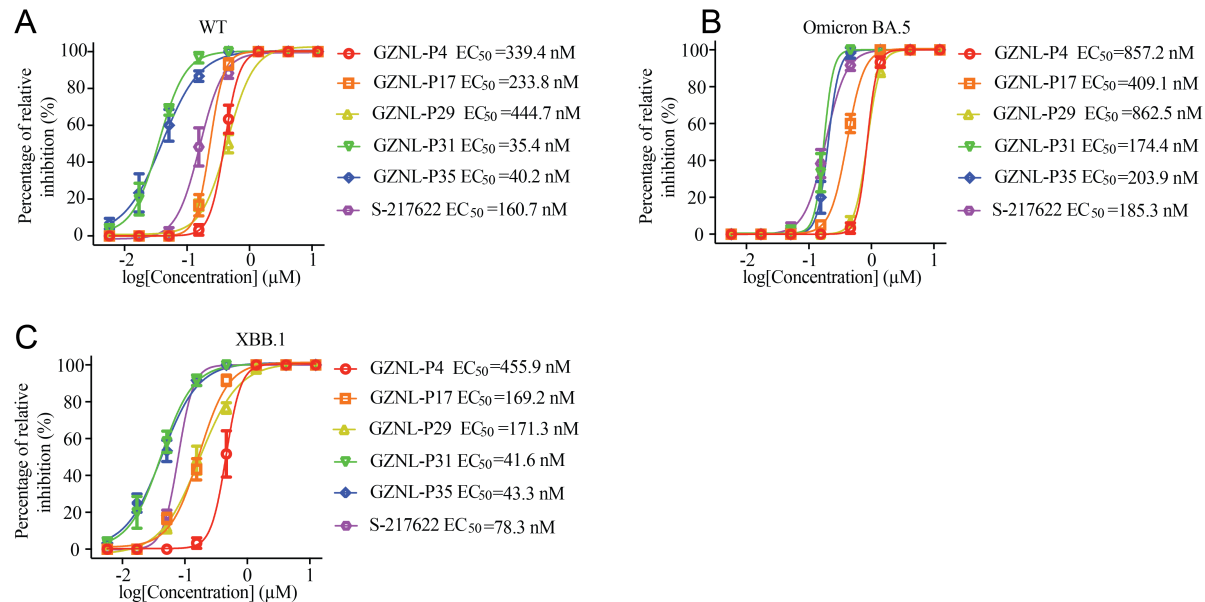 A
WT
Percentage of relative
inhibition (%)
100
80
60
40
20
0
-2 -1 0 1
log[Concentration] (μM)
GZNL-P4 EC50=339.4 nM
GZNL-P17 EC50=233.8 nM
GZNL-P29 EC50=444.7 nM
GZNL-P31 EC50=35.4 nM
GZNL-P35 EC50=40.2 nM
S-217622 EC50=160.7 nM
B
Omicron BA.5
Percentage of relative
inhibition (%)
100
80
60
40
20
0
-2 -1 0 1
log[Concentration] (μM)
GZNL-P4 EC50=857.2 nM
GZNL-P17 EC50=409.1 nM
GZNL-P29 EC50=862.5 nM
GZNL-P31 EC50=174.4 nM
GZNL-P35 EC50=203.9 nM
S-217622 EC50=185.3 nM
C
XBB.1
Percentage of relative
inhibition (%)
100
80
60
40
20
0
-2 -1 0 1
log[Concentration] (μM)
GZNL-P4 EC50=455.9 nM
GZNL-P17 EC50=169.2 nM
GZNL-P29 EC50=171.3 nM
GZNL-P31 EC50=41.6 nM
GZNL-P35 EC50=43.3 nM
S-217622 EC50=78.3 nM